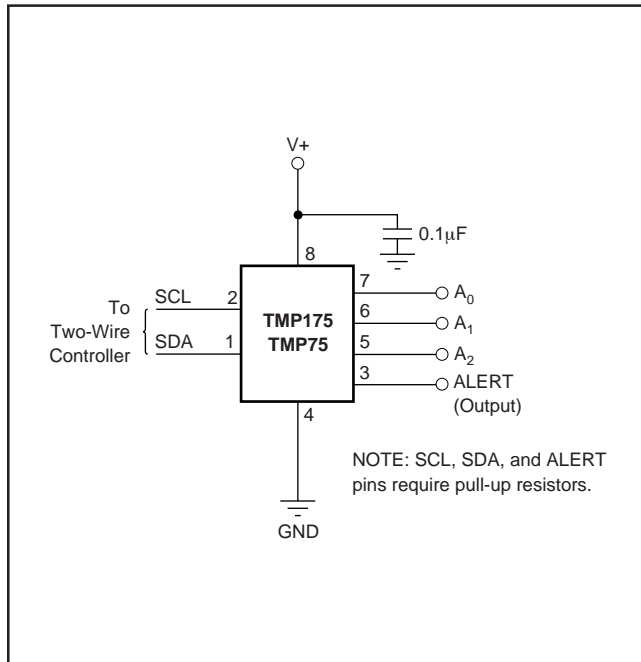 V+
0.1µF
8
7
A0
SCL
2
6
A1
To
Two-Wire
Controller
TMP175
TMP75
5
A2
SDA
1
3
ALERT
(Output)
4
NOTE: SCL, SDA, and ALERT
pins require pull-up resistors.
GND